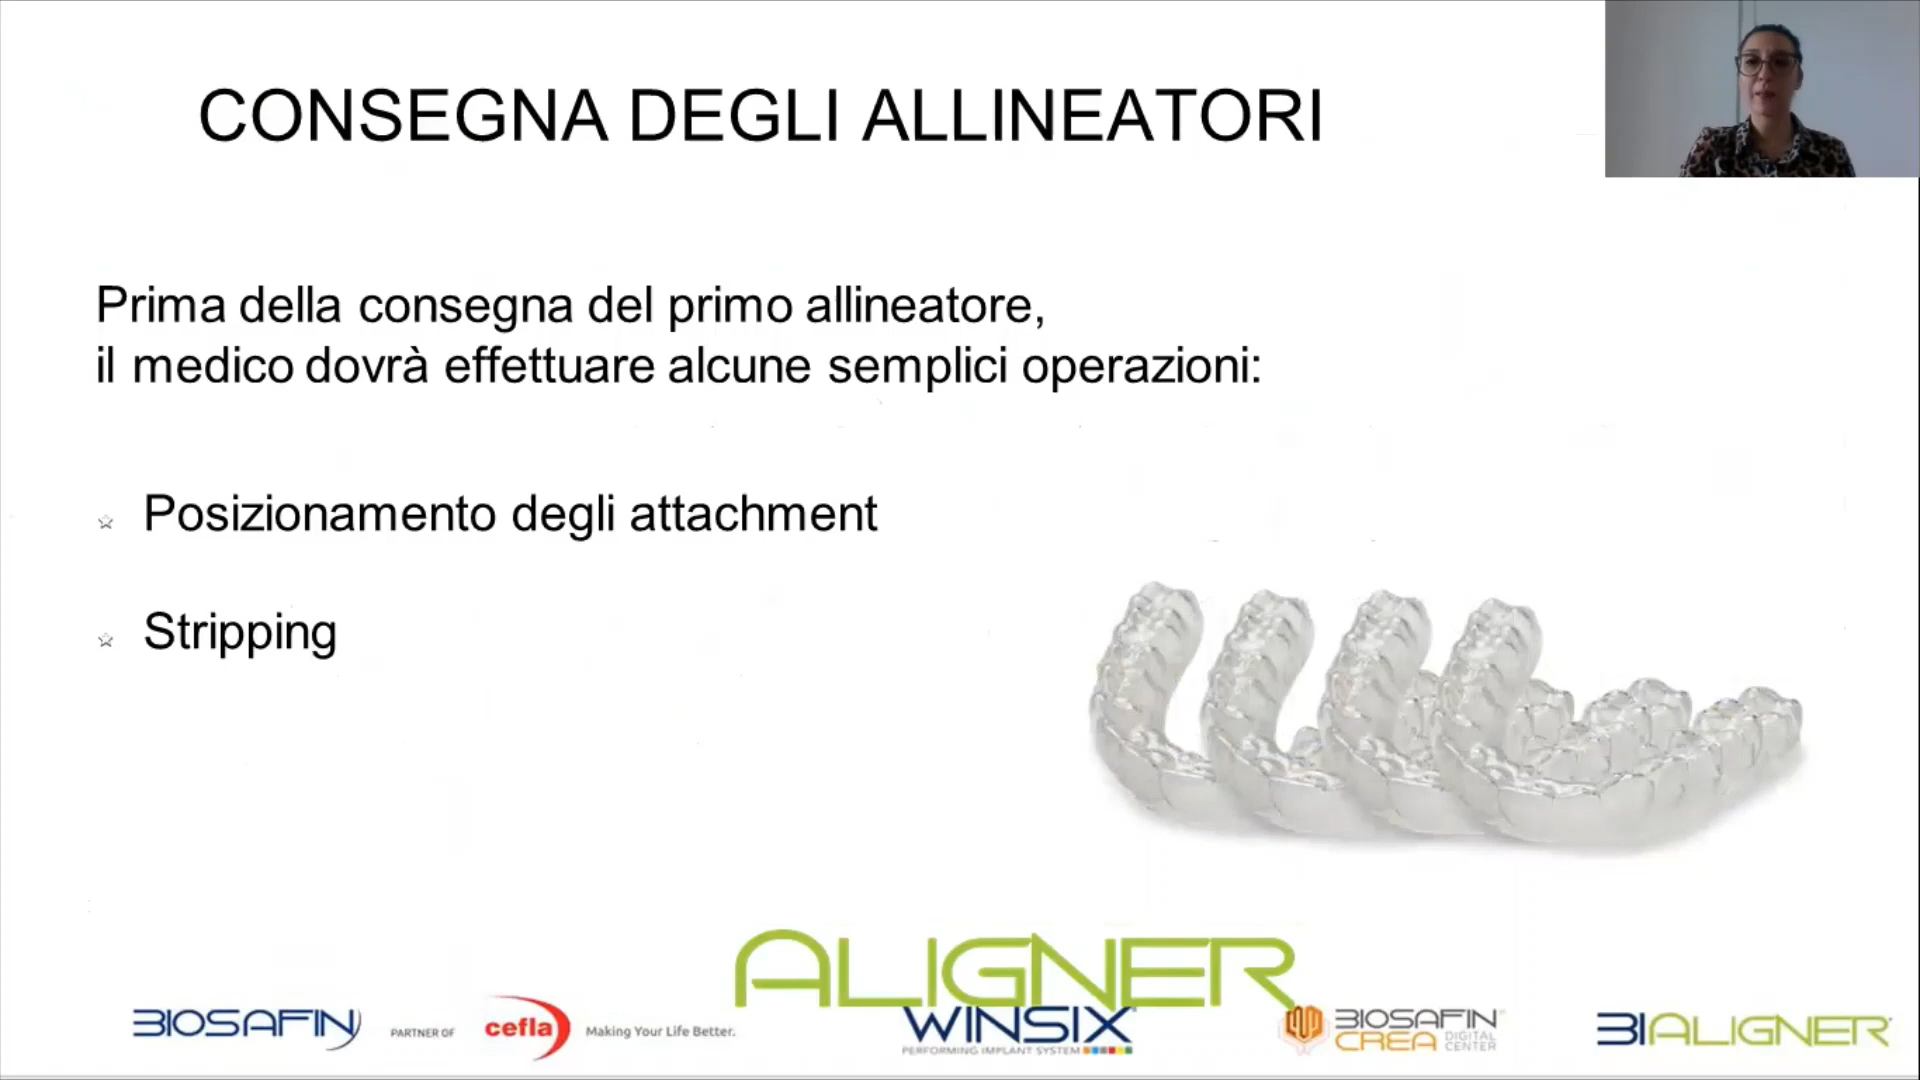 CONSEGNA DEGLI ALLINEATORI
Prima della consegna del primo allineatore,
il medico dovrà effettuare alcune semplici operazioni:
☆ Posizionamento degli attachment
☆ Stripping
ALIGNER
BIOSAFIN
PARTNER OF
cefla
Making Your Life Better.
WINSIX
PERFORMING IMPLANT SYSTEM
BIOSAFIN
CREA DIGITAL CENTER
BIALIGNER